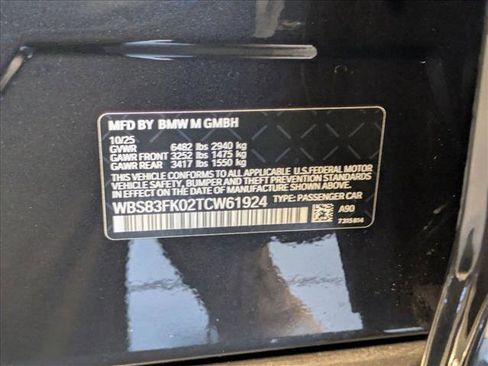 MFD BY BMW M GMBH
10/25
GVWR 6482 lbs 2940 kg
GAWR FRONT 3252 lbs 1475 kg
GAWR REAR 3417 lbs 1550 kg
THIS VEHICLE CONFORMS TO ALL APPLICABLE U.S.FEDERAL MOTOR
VEHICLE SAFETY, BUMPER, AND THEFT PREVENTION STANDARDS
IN EFFECT ON THE DATE OF MANUFACTURE SHOWN ABOVE.
WBS83FK02TCW61924 TYPE: PASSENGER CAR
A90
7315814